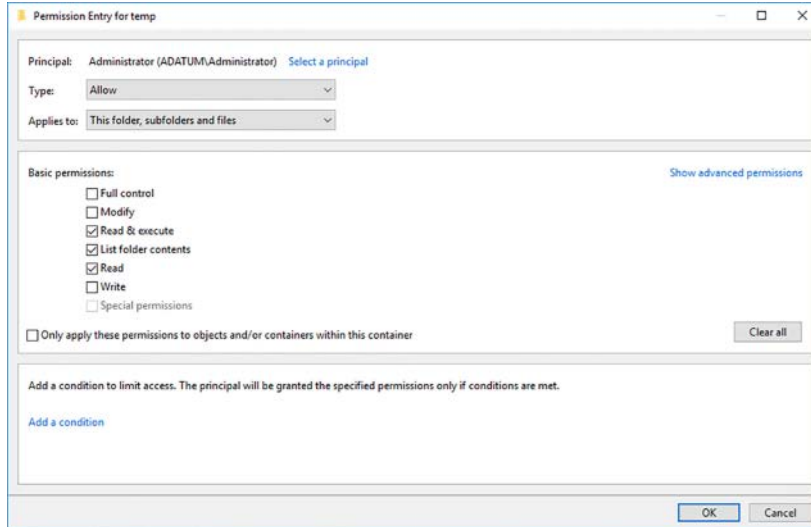 Permission Entry for temp
Principal: Administrator (ADATUM\Administrator) Select a principal
Type: Allow
Applies to: This folder, subfolders and files
Basic permissions: Show advanced permissions
Full control
Modify
Read & execute
List folder contents
Read
Write
Special permissions
Only apply these permissions to objects and/or containers within this container Clear all
Add a condition to limit access. The principal will be granted the specified permissions only if conditions are met.
Add a condition
OK Cancel